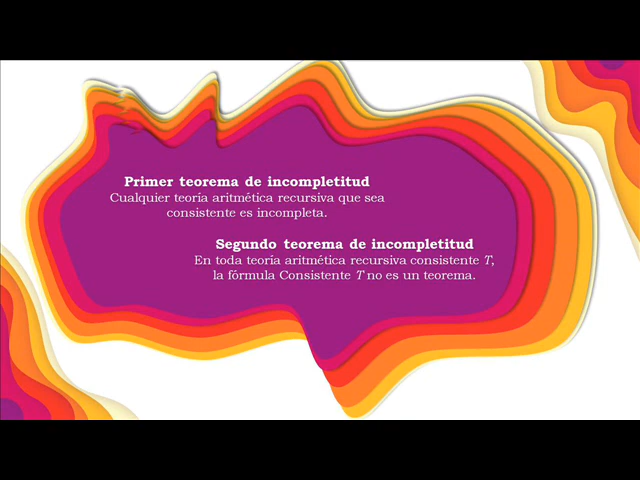 Primer teorema de incompletitud
Cualquier teoría aritmética recursiva que sea
consistente es incompleta.
Segundo teorema de incompletitud
En toda teoría aritmética recursiva consistente T,
la fórmula Consistente T no es un teorema.